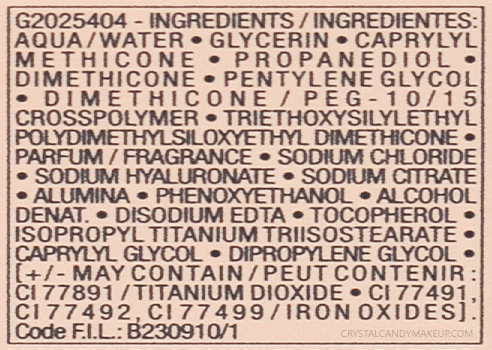 G2025404 - INGREDIENTS / INGREDIENTES:
AQUA / WATER • GLYCERIN • CAPRYLYL
METHICONE • PROPANEDIOL •
DIMETHICONE • PENTYLENE GLYCOL
• DIMETHICONE / PEG-10/15
CROSSPOLYMER • TRIETHOXYSILYLETHYL
POLYDIMETHYLSILOXYETHYL DIMETHICONE •
PARFUM / FRAGRANCE • SODIUM CHLORIDE
• SODIUM HYALURONATE • SODIUM CITRATE
• ALUMINA • PHENOXYETHANOL • ALCOHOL
DENAT. • DISODIUM EDTA • TOCOPHEROL •
ISOPROPYL TITANIUM TRIISOSTEARATE •
CAPRYLYL GLYCOL • DIPROPYLENE GLYCOL •
[+/- MAY CONTAIN / PEUT CONTENIR :
CI 77891 / TITANIUM DIOXIDE • CI 77491,
CI 77492, CI 77499 / IRON OXIDES].
Code F.I.L.: B230910/1
CRYSTALCANDYMAKEUP.COM